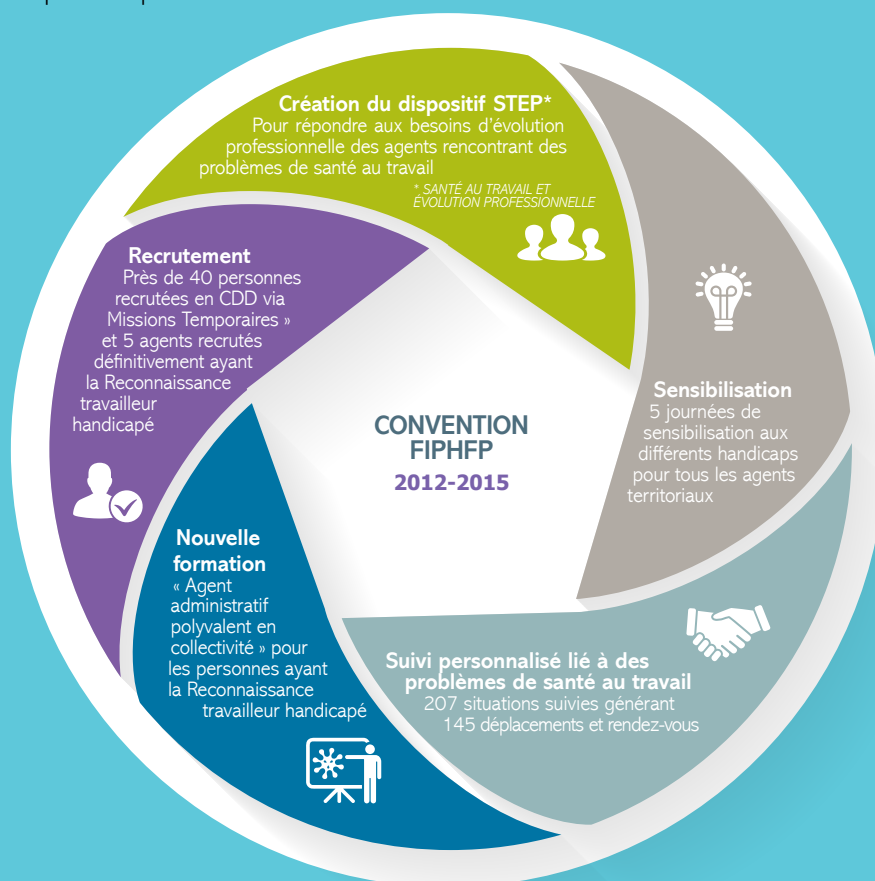 Création du dispositif STEP*
Pour répondre aux besoins d'évolution
professionnelle des agents rencontrant des
problèmes de santé au travail
* SANTÉ AU TRAVAIL ET
ÉVOLUTION PROFESSIONNELLE
Sensibilisation
5 journées de
sensibilisation aux
différents handicaps
pour tous les agents
territoriaux
Suivi personnalisé lié à des
problèmes de santé au travail
207 situations suivies générant
145 déplacements et rendez-vous
Nouvelle
formation
« Agent
administratif
polyvalent en
collectivité » pour
les personnes ayant
la Reconnaissance
travailleur handicapé
Recrutement
Près de 40 personnes
recrutées en CDD via
Missions Temporaires »
et 5 agents recrutés
définitivement ayant
la Reconnaissance
travailleur
handicapé
CONVENTION
FIPHFP
2012-2015